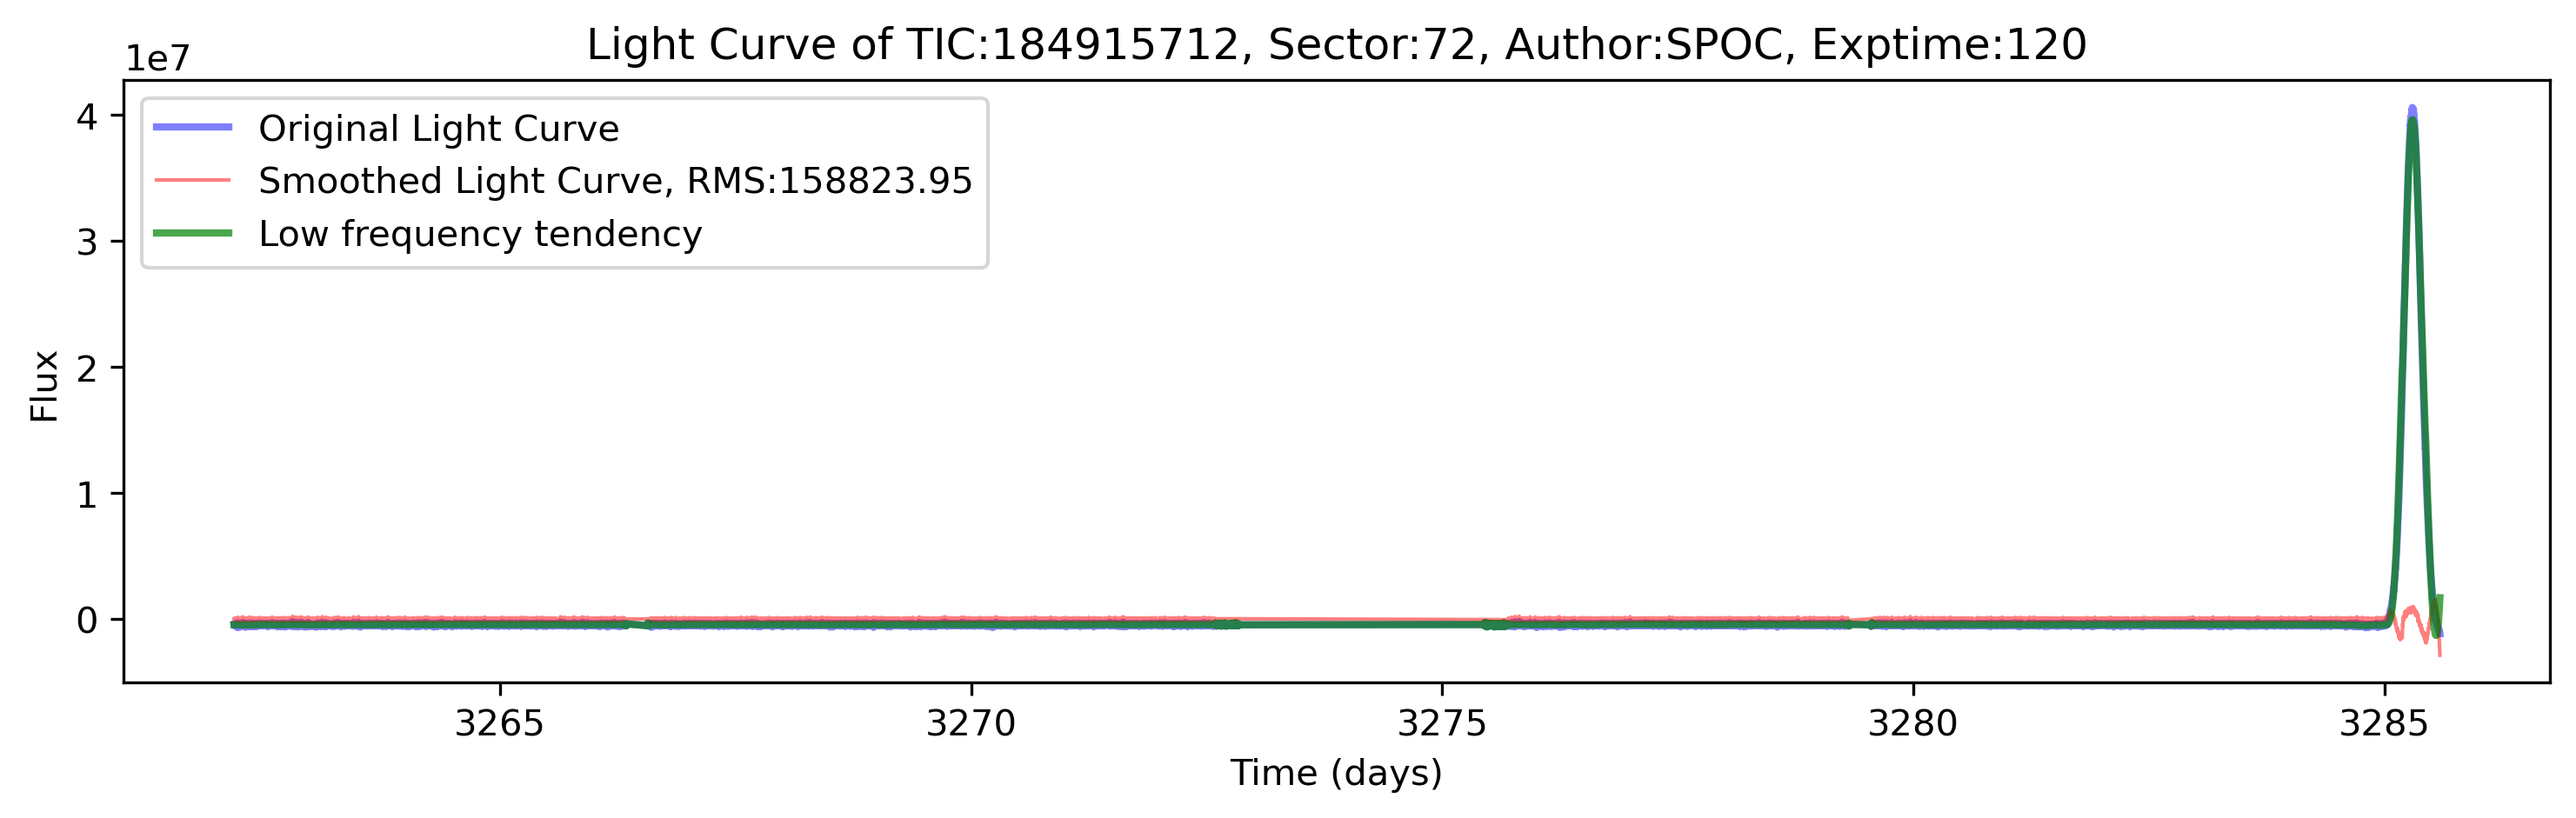 Light Curve of TIC:184915712, Sector:72, Author:SPOC, Exptime:120
1e7
Original Light Curve
Smoothed Light Curve, RMS:158823.95
Low frequency tendency
4
3
2
1
0
Flux
3265 3270 3275 3280 3285
Time (days)